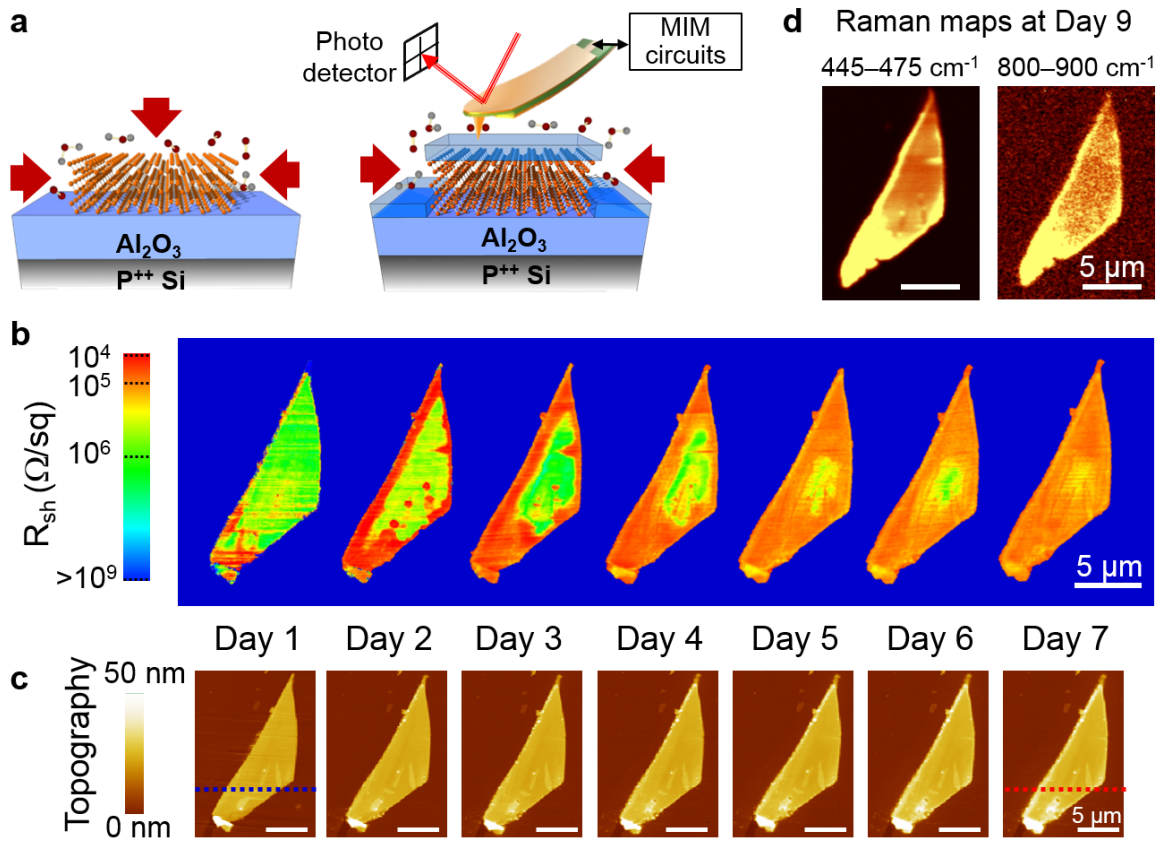 a
Photo
detector
MIM
circuits
Al₂O₃
P⁺⁺ Si
Al₂O₃
P⁺⁺ Si
d Raman maps at Day 9
445–475 cm⁻¹
800–900 cm⁻¹
5 µm
b
Rₛₕ (Ω/sq)
10⁴
10⁵
10⁶
>10⁹
5 µm
Day 1 Day 2 Day 3 Day 4 Day 5 Day 6 Day 7
c
Topography
50 nm
0 nm
5 µm